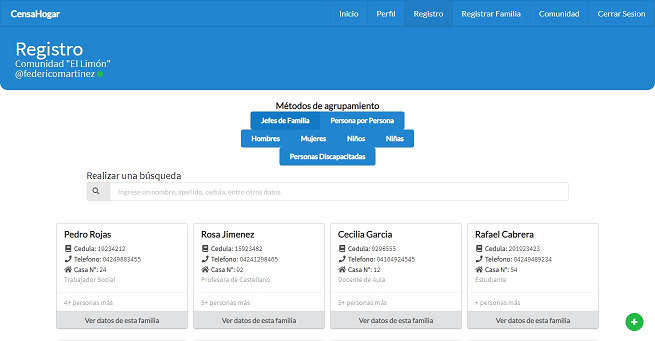 CensaHogar
Inicio Perfil Registro Registrar Familia Comunidad Cerrar Sesion
Registro
Comunidad "El Limón"
@federicomartinez
Métodos de agrupamiento
Jefes de Familia Persona por Persona
Hombres Mujeres Niños Niñas
Personas Discapacitadas
Realizar una búsqueda
Ingrese un nombre, apellido, cedula, entre otros datos
Pedro Rojas
Cedula: 19234212
Telefono: 04249883455
Casa N°: 24
Trabajador Social
4+ personas más
Ver datos de esta familia
Rosa Jimenez
Cedula: 15923482
Telefono: 04241298465
Casa N°: 92
Profesora de Castellano
5+ personas más
Ver datos de esta familia
Cecilia Garcia
Cedula: 9298555
Telefono: 04164924545
Casa N°: 12
Docente de Aula
5+ personas más
Ver datos de esta familia
Rafael Cabrera
Cedula: 291923423
Telefono: 04249489234
Casa N°: 54
Estudiante
+ personas más
Ver datos de esta familia